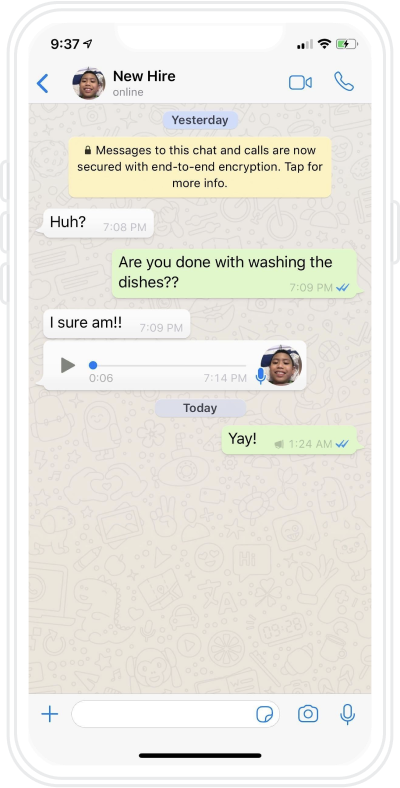 9:37
New Hire
online
Yesterday
Messages to this chat and calls are now
secured with end-to-end encryption. Tap for
more info.
Huh? 7:08 PM
Are you done with washing the
dishes??
7:09 PM
I sure am!! 7:09 PM
0:06 7:14 PM
Today
Yay! 1:24 AM